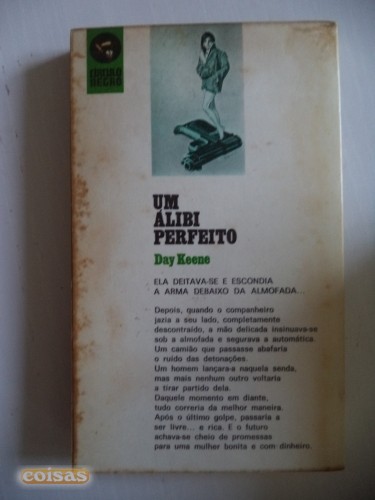 LIVRO
NEGRO
UM
ÁLIBI
PERFEITO
Day Keene
ELA DEITAVA-SE E ESCONDIA
A ARMA DEBAIXO DA ALMOFADA...
Depois, quando o companheiro
jazia a seu lado, completamente
descontraído, a mão delicada insinuava-se
sob a almofada e segurava a automática.
Um camião que passasse abafaria
o ruído das detonações.
Um homem lançara-a naquela senda,
mas mais nenhum outro voltaria
a tirar partido dela.
Daquele momento em diante,
tudo correria da melhor maneira.
Após o último golpe, passaria a
ser livre... e rica. E o futuro
achava-se cheio de promessas
para uma mulher bonita e com dinheiro.
coisas